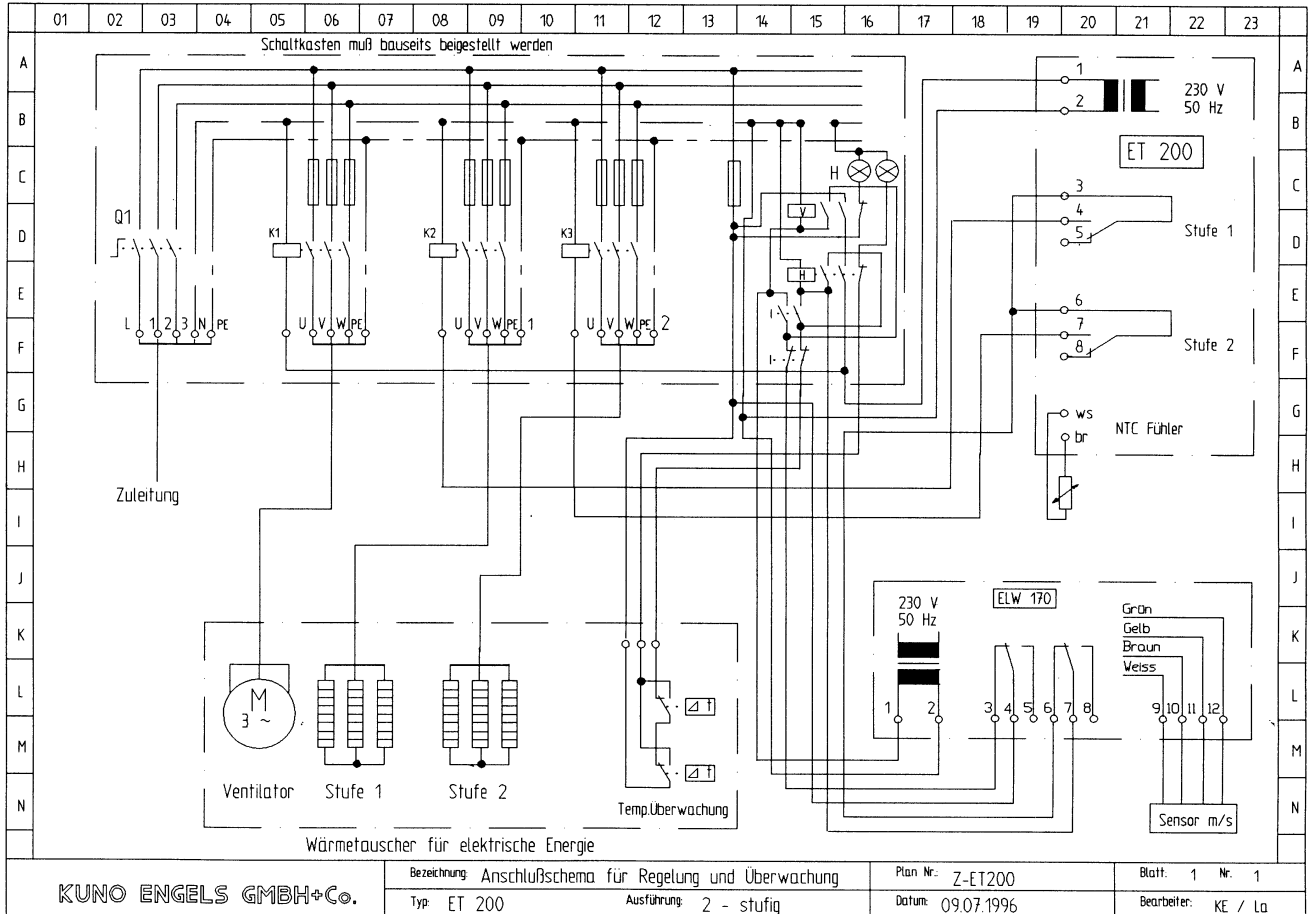 01 02 03 04 05 06 07 08 09 10 11 12 14 15 16 17 18 19 20 21 22 23
Schaltkasten muß bauseits beigestellt werden
A A
1
230 V
50 Hz
2
B B
ET 200
C C
H
3
Q1
V
4
D D
K1 K2 K3
5
Stufe 1
H
E E
6
L 1 2 3 N PE U V W PE U V W PE 1 U V W PE 2
7
F F
8
Stufe 2
G G
ws
NTC Fühler
br
H H
Zuleitung
I I
J J
230 V
50 Hz
ELW 170
Grün
Gelb
Braun
Weiss
K K
L L
M
3 ~
1 2 3 4 5 6 7 8 9 10 11 12
M M
Ventilator Stufe 1 Stufe 2
N N
Temp.Überwachung
Sensor m/s
Wärmetauscher für elektrische Energie
KUNO ENGELS GMBH+Co.
Bezeichnung: Anschlußschema für Regelung und Überwachung
Plan Nr.: Z-ET200
Blatt: 1 Nr. 1
Typ: ET 200
Ausführung: 2 - stufig
Datum: 09.07.1996
Bearbeiter: KE / La